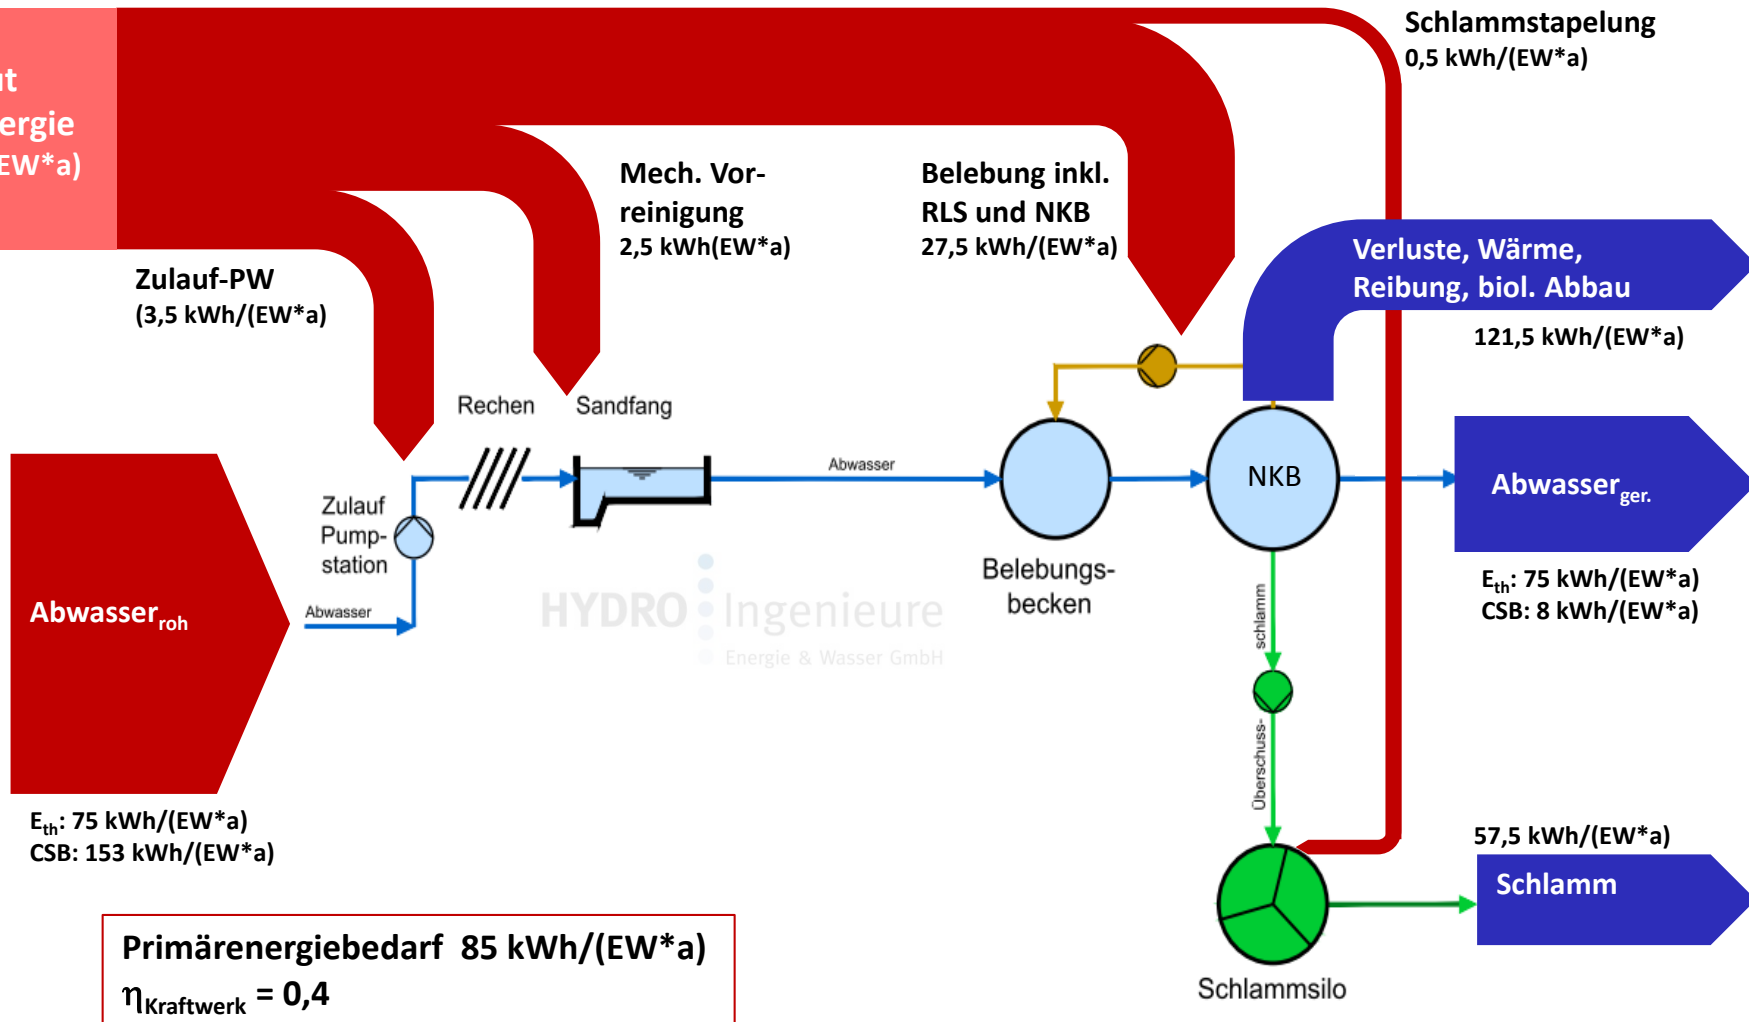 Schlammstapelung
0,5 kWh/(EW*a)
EW*a)
Mech. Vor-
reinigung
2,5 kWh(EW*a)
Belebung inkl.
RLS und NKB
27,5 kWh/(EW*a)
Zulauf-PW
(3,5 kWh/(EW*a)
Verluste, Wärme,
Reibung, biol. Abbau
121,5 kWh/(EW*a)
Rechen
Sandfang
Abwasser
NKB
Abwasser ger.
Zulauf
Pump-
station
Belebungs-
becken
Abwasser roh
Abwasser
HYDRO Ingenieure
Energie & Wasser GmbH
Eth: 75 kWh/(EW*a)
CSB: 8 kWh/(EW*a)
schlamm
Überschuss-
Eth: 75 kWh/(EW*a)
CSB: 153 kWh/(EW*a)
57,5 kWh/(EW*a)
Schlamm
Schlammsilo
Primärenergiebedarf 85 kWh/(EW*a)
ηKraftwerk = 0,4